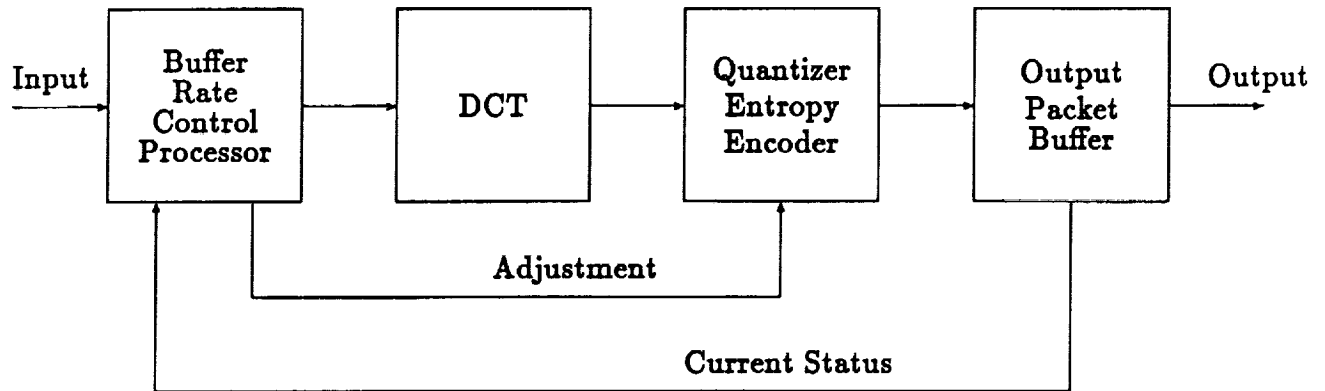 Input
Buffer
Rate
Control
Processor
DCT
Quantizer
Entropy
Encoder
Output
Packet
Buffer
Output
Adjustment
Current Status